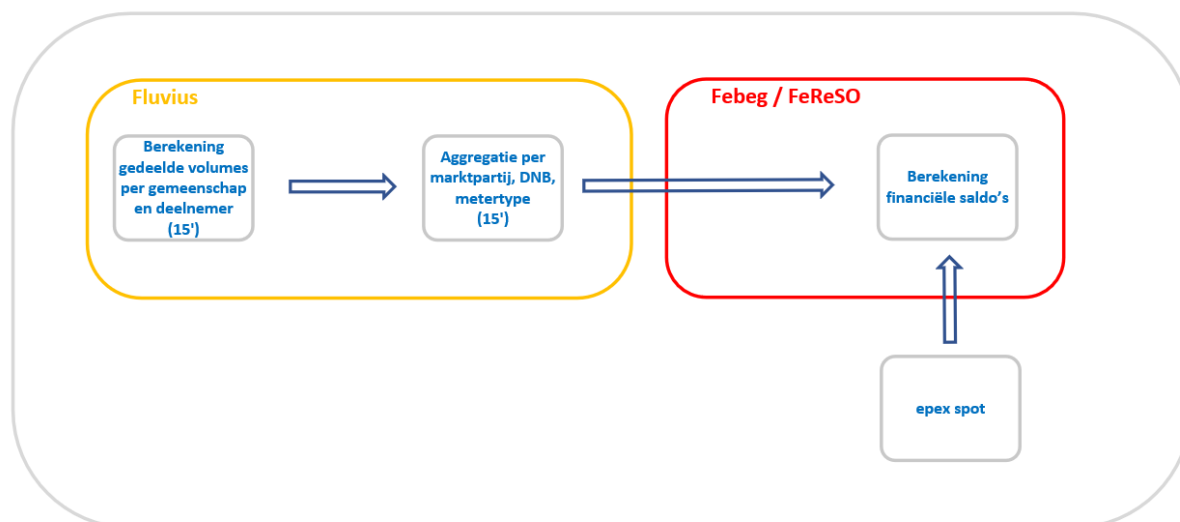 Fluvius
Berekening
gedeelde volumes
per gemeenschap
en deelnemer
(15')
Aggregatie per
marktpartij, DNB,
metertype
(15')
Febeg / FeReSO
Berekening
financiële saldo's
epex spot